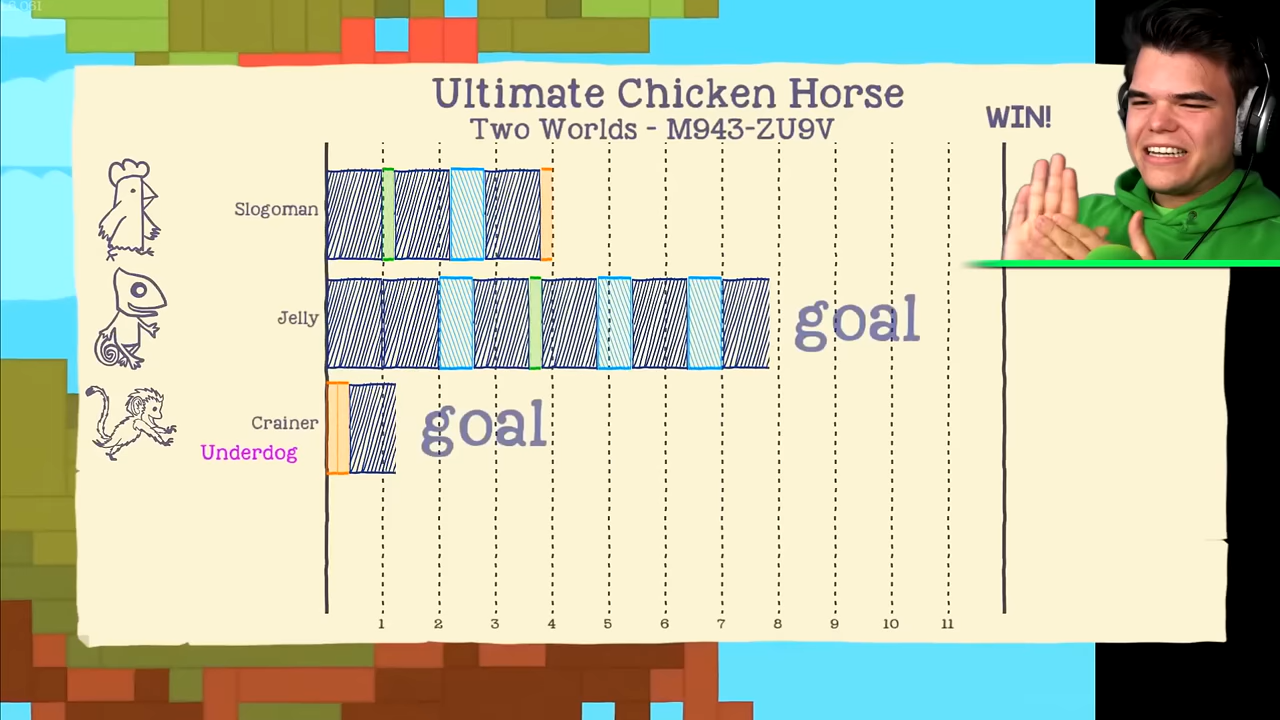 Ultimate Chicken Horse
Two Worlds - M943-ZU9V
WIN!
Slogoman
Jelly
goal
Crainer
goal
Underdog
1 2 3 4 5 6 7 8 9 10 11